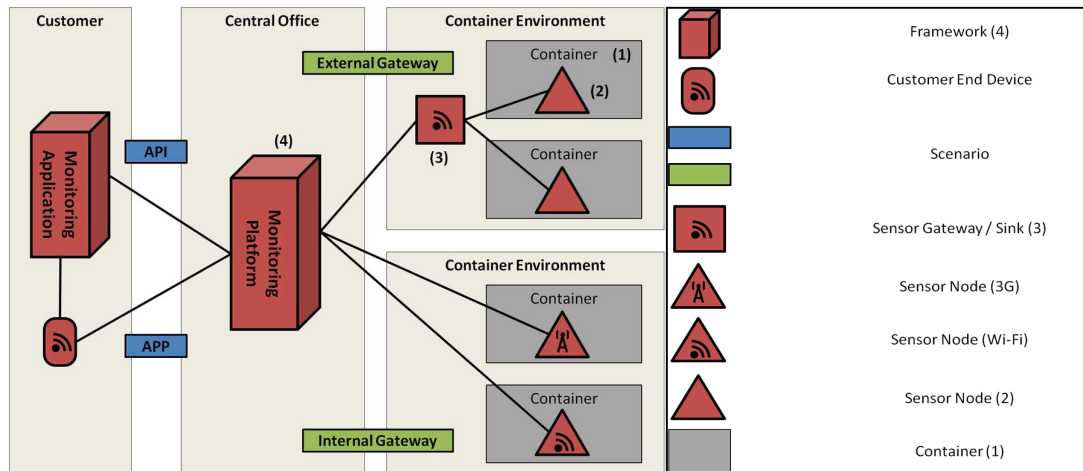 Customer
Central Office
Container Environment
External Gateway
Container
(1)
(2)
(3)
Container
Monitoring
Application
API
(4)
Monitoring
Platform
APP
Container Environment
Container
Container
Internal Gateway
Framework (4)
Customer End Device
Scenario
Sensor Gateway / Sink (3)
Sensor Node (3G)
Sensor Node (Wi-Fi)
Sensor Node (2)
Container (1)